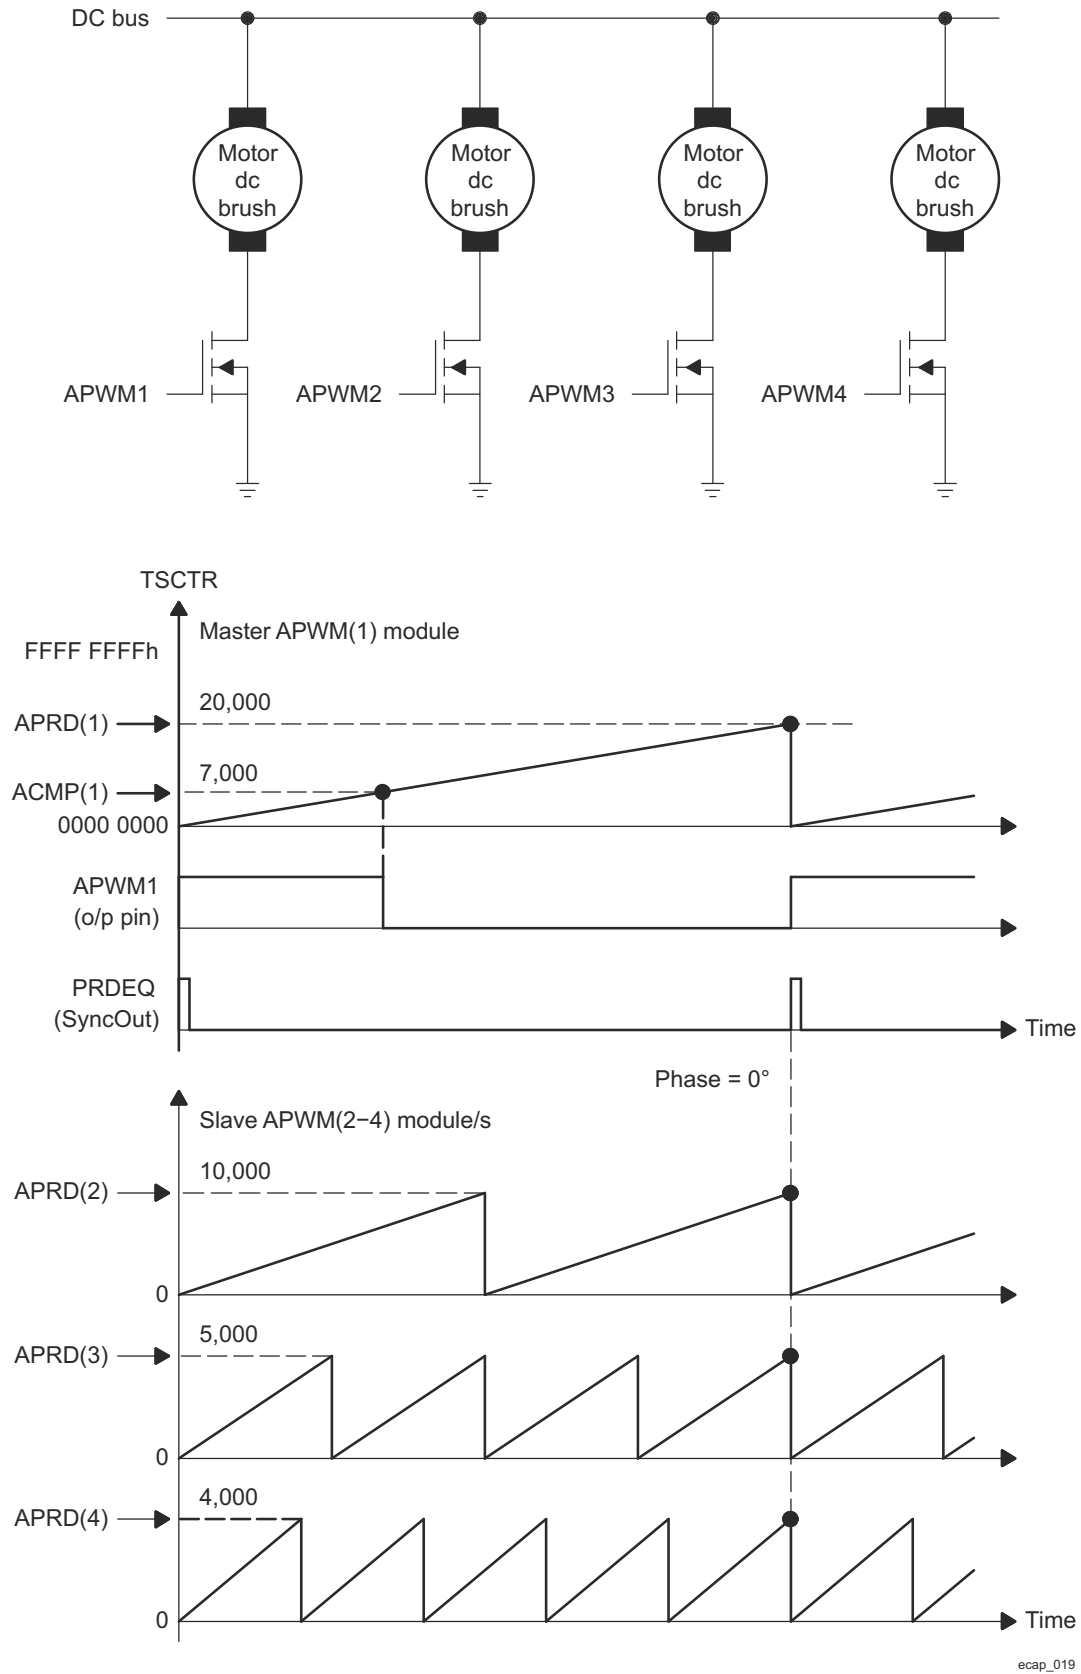 DC bus
Motor
dc
brush
Motor
dc
brush
Motor
dc
brush
Motor
dc
brush
APWM1
APWM2
APWM3
APWM4
TSCTR
Master APWM(1) module
FFFF FFFFh
20,000
APRD(1)
7,000
ACMP(1)
0000 0000
APWM1
(o/p pin)
PRDEQ
(SyncOut)
Time
Phase = 0°
Slave APWM(2−4) module/s
10,000
APRD(2)
0
5,000
APRD(3)
0
4,000
APRD(4)
0
Time
ecap_019